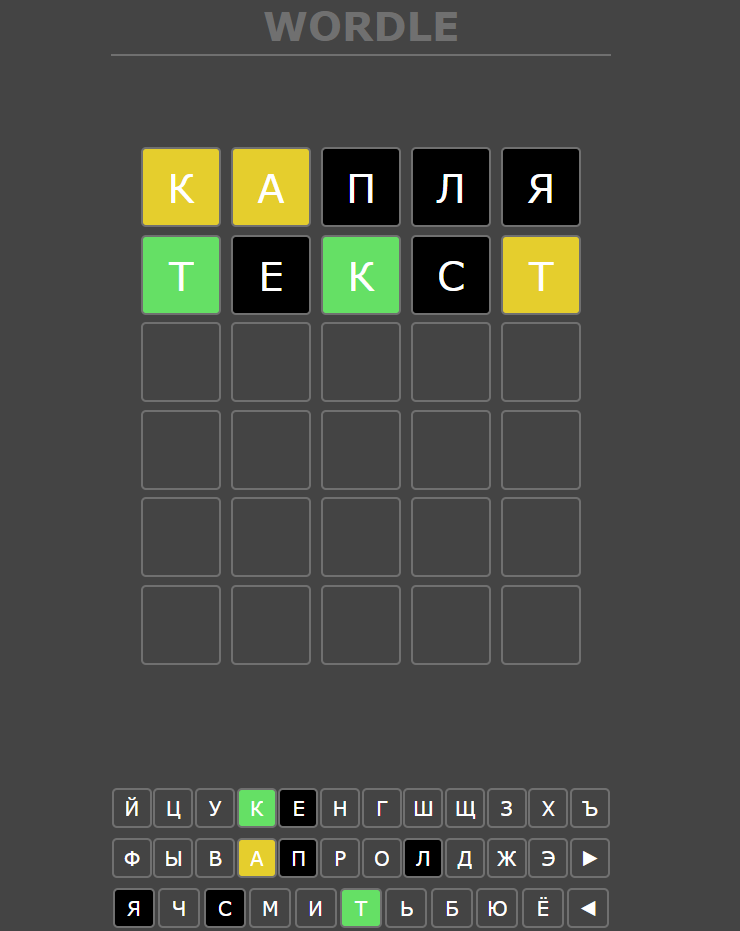 WORDLE
К А П Л Я
Т Е К С Т
Й Ц У К Е Н Г Ш Щ З Х Ъ
Ф Ы В А П Р О Л Д Ж Э ►
Я Ч С М И Т Ь Б Ю Ё ◄